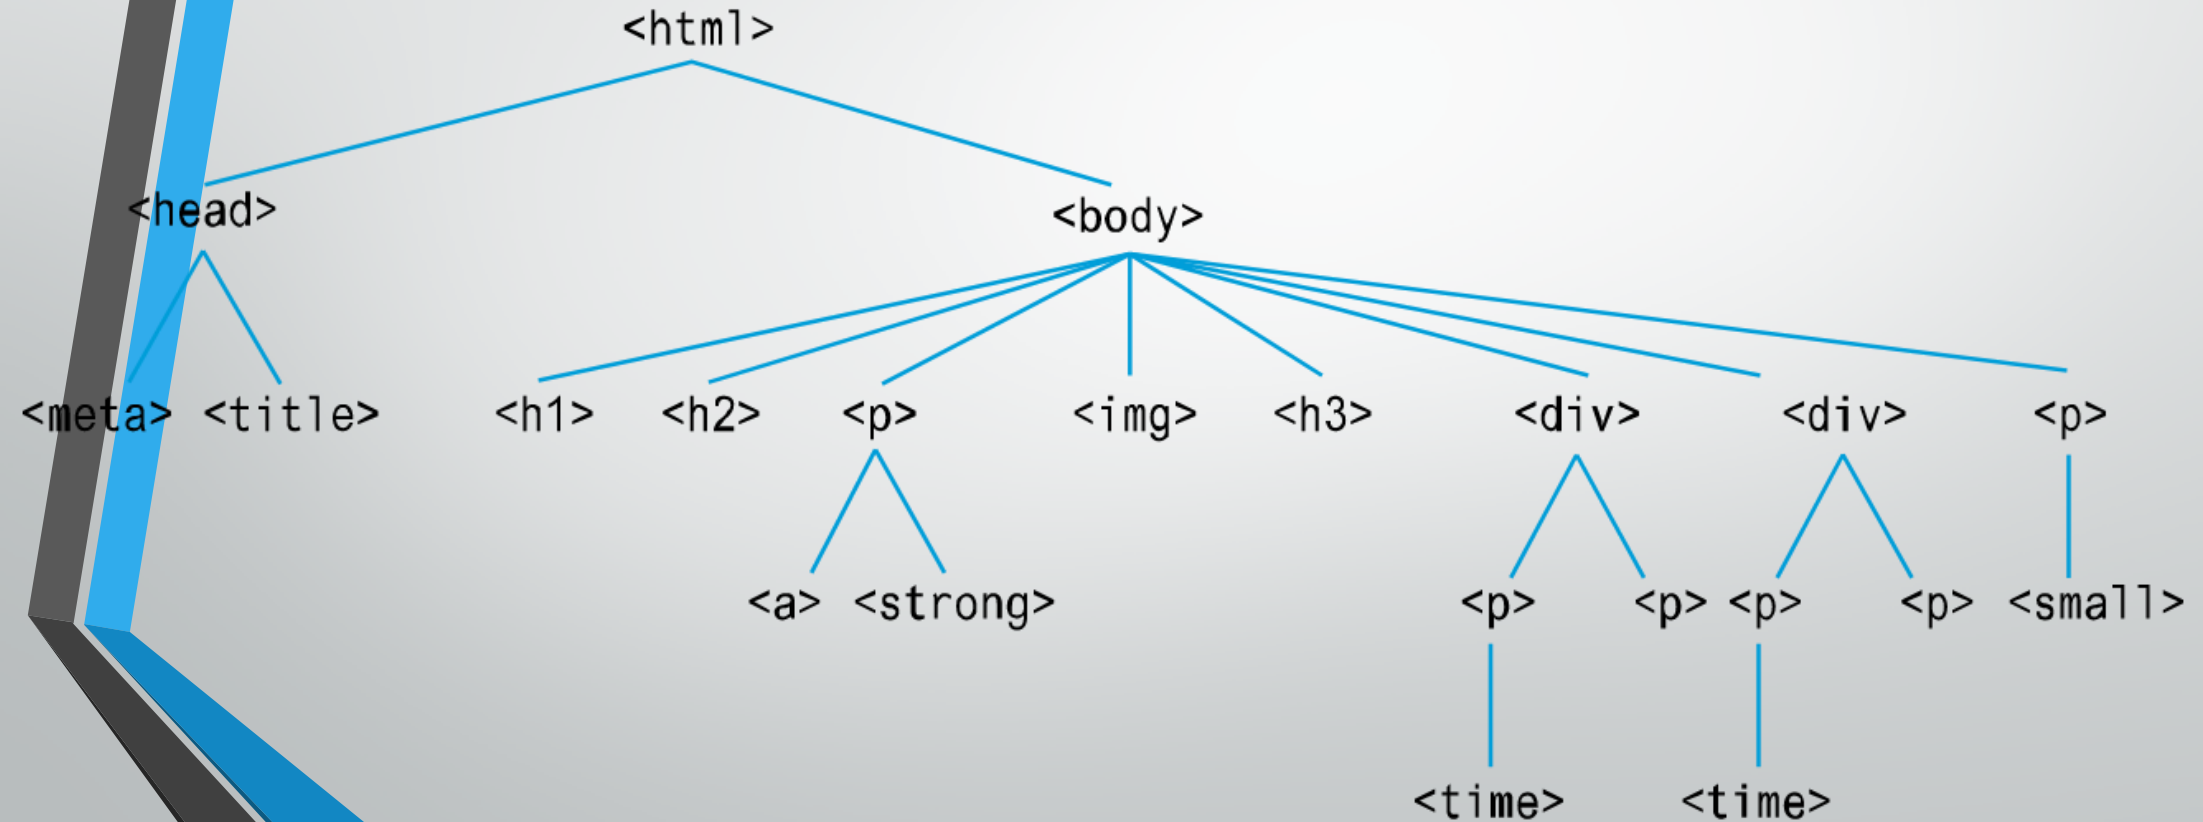 <html>
<head> <body>
<meta> <title> <h1> <h2> <p> <img> <h3> <div> <div> <p>
<a> <strong> <p> <p> <p> <p> <small>
<time> <time>